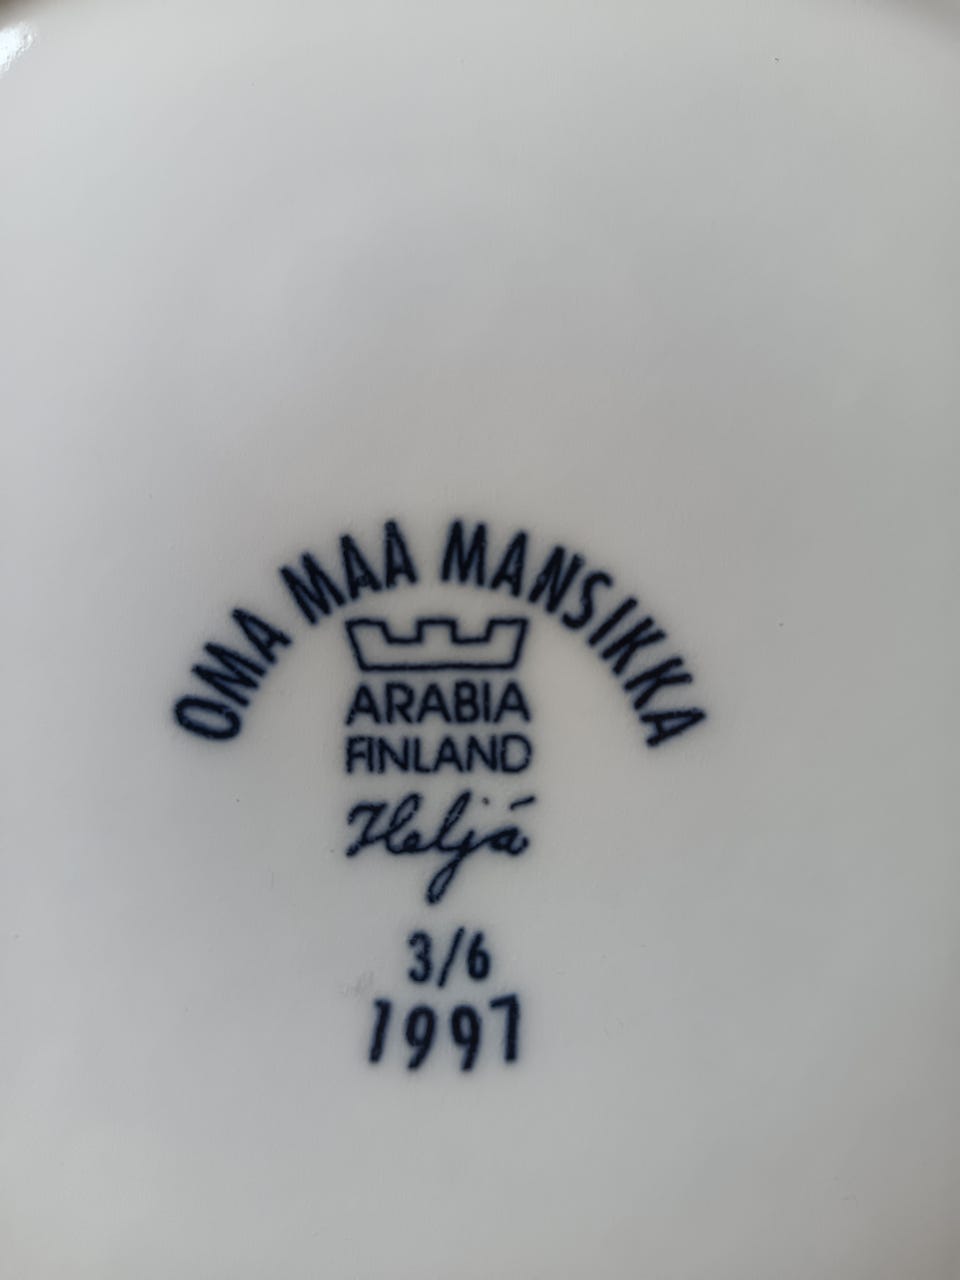 OMA MAA MANSIKKA
ARABIA
FINLAND
Heljä
3/6
1997